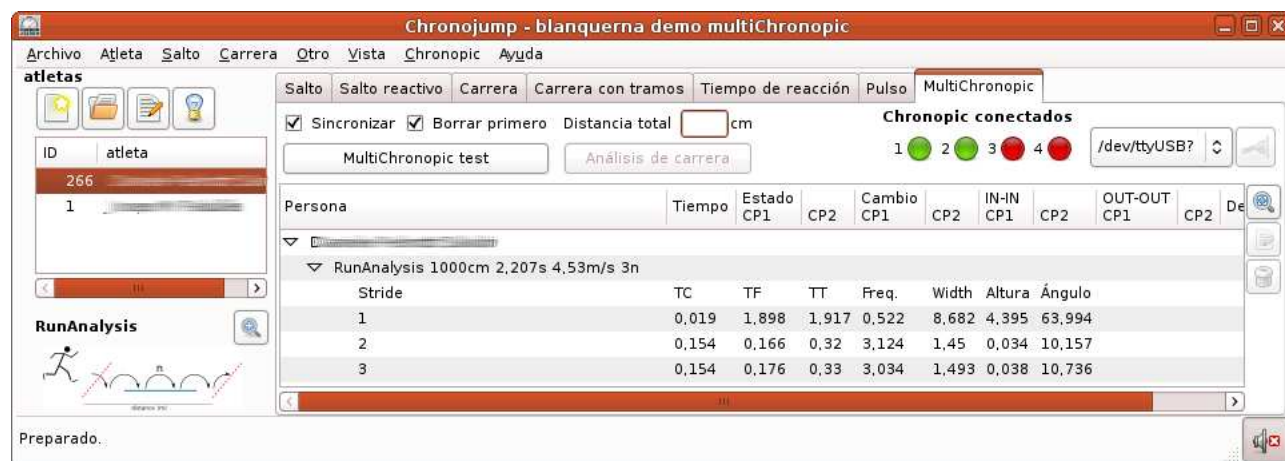 Chronojump - blanquerna demo multiChronopic
Archivo Atleta Salto Carrera Otro Vista Chronopic Ayuda
atletas
ID atleta
266
1
RunAnalysis
n
Salto Salto reactivo Carrera Carrera con tramos Tiempo de reacción Pulso MultiChronopic
Sincronizar Borrar primero Distancia total cm
Chronopic conectados
MultiChronopic test Análisis de carrera 1 2 3 4 /dev/ttyUSB?
Persona Tiempo Estado CP1 CP2 Cambio CP1 CP2 IN-IN CP1 CP2 OUT-OUT CP1 CP2 De
RunAnalysis 1000cm 2,207s 4,53m/s 3n
Stride TC TF TT Freq. Width Altura Ángulo
1 0,019 1,898 1,917 0,522 8,682 4,395 63,994
2 0,154 0,166 0,32 3,124 1,45 0,034 10,157
3 0,154 0,176 0,33 3,034 1,493 0,038 10,736
Preparado.